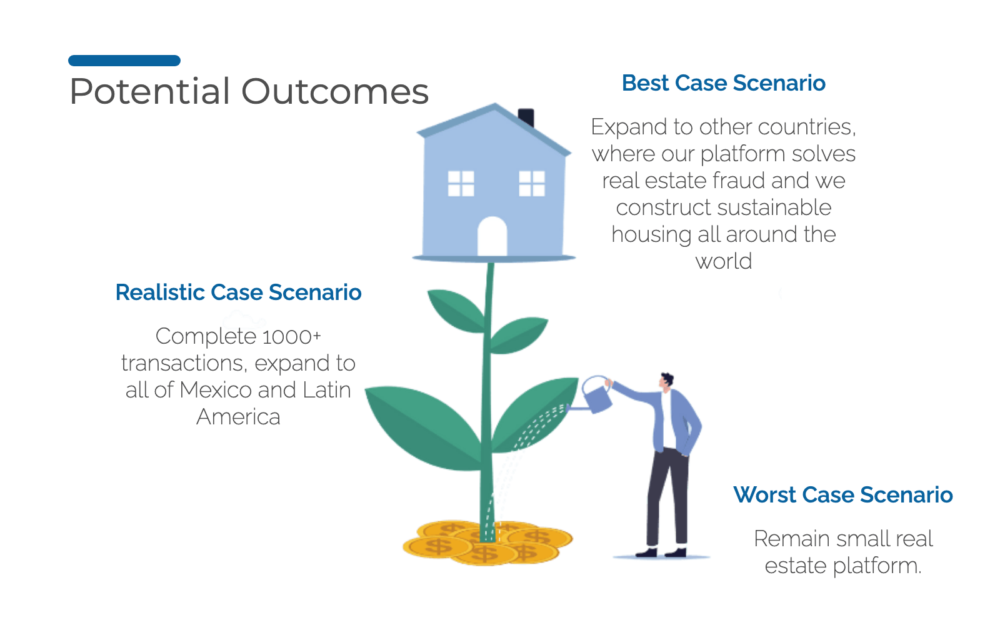 Potential Outcomes
Best Case Scenario
Expand to other countries,
where our platform solves
real estate fraud and we
construct sustainable
housing all around the
world
Realistic Case Scenario
Complete 1000+
transactions, expand to
all of Mexico and Latin
America
Worst Case Scenario
Remain small real
estate platform.
$
$
$
$
$